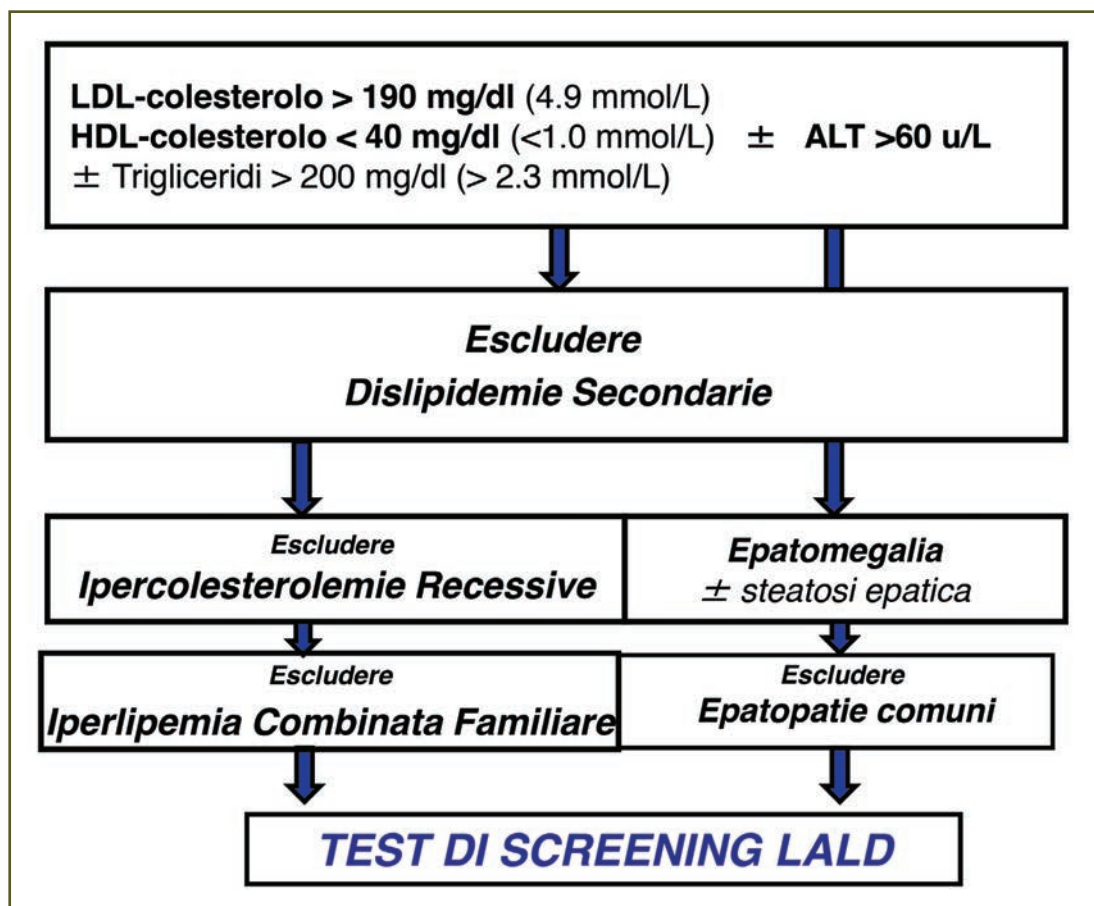 LDL-colesterolo > 190 mg/dl (4.9 mmol/L)
HDL-colesterolo < 40 mg/dl (<1.0 mmol/L) ± ALT >60 u/L
± Trigliceridi > 200 mg/dl (> 2.3 mmol/L)
Escludere
Dislipidemie Secondarie
Escludere
Ipercolesterolemie Recessive
Epatomegalia
± steatosi epatica
Escludere
Iperlipemia Combinata Familiare
Escludere
Epatopatie comuni
TEST DI SCREENING LALD